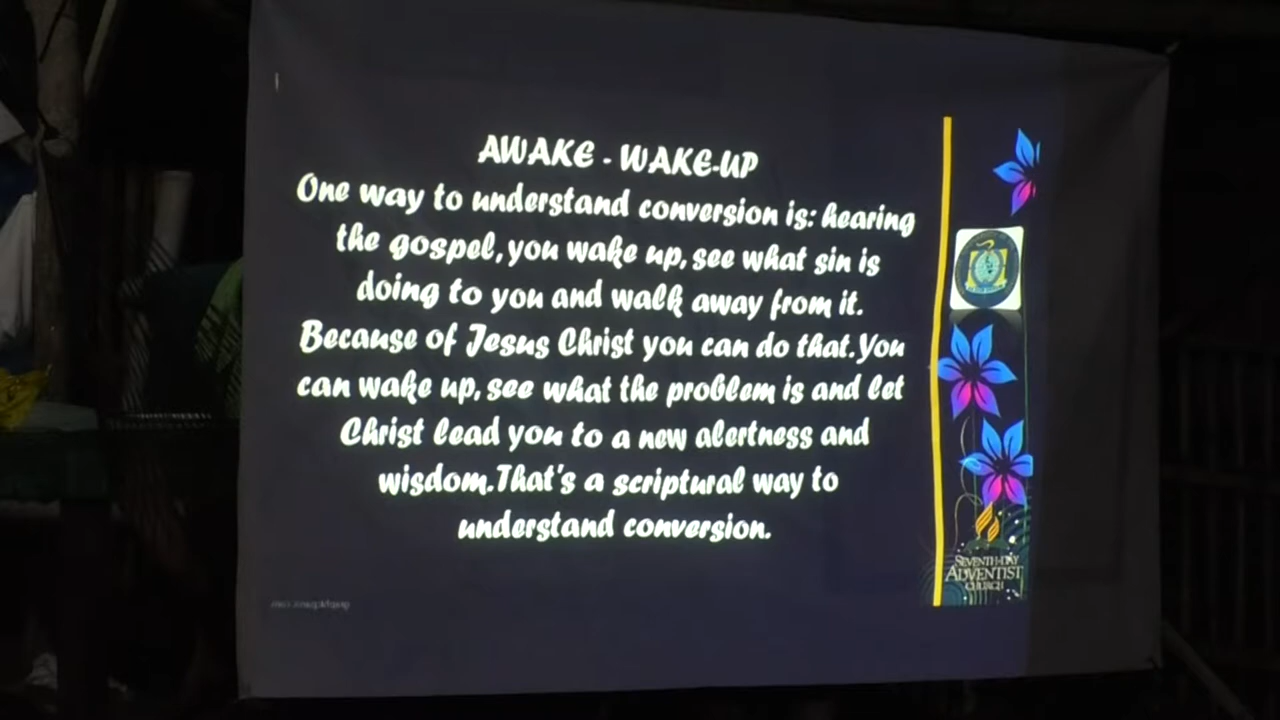 AWAKE - WAKE-UP
One way to understand conversion is: hearing
the gospel, you wake up, see what sin is
doing to you and walk away from it.
Because of Jesus Christ you can do that. You
can wake up, see what the problem is and let
Christ lead you to a new alertness and
wisdom. That's a scriptural way to
understand conversion.
SEVENTH-DAY
ADVENTIST
CHURCH